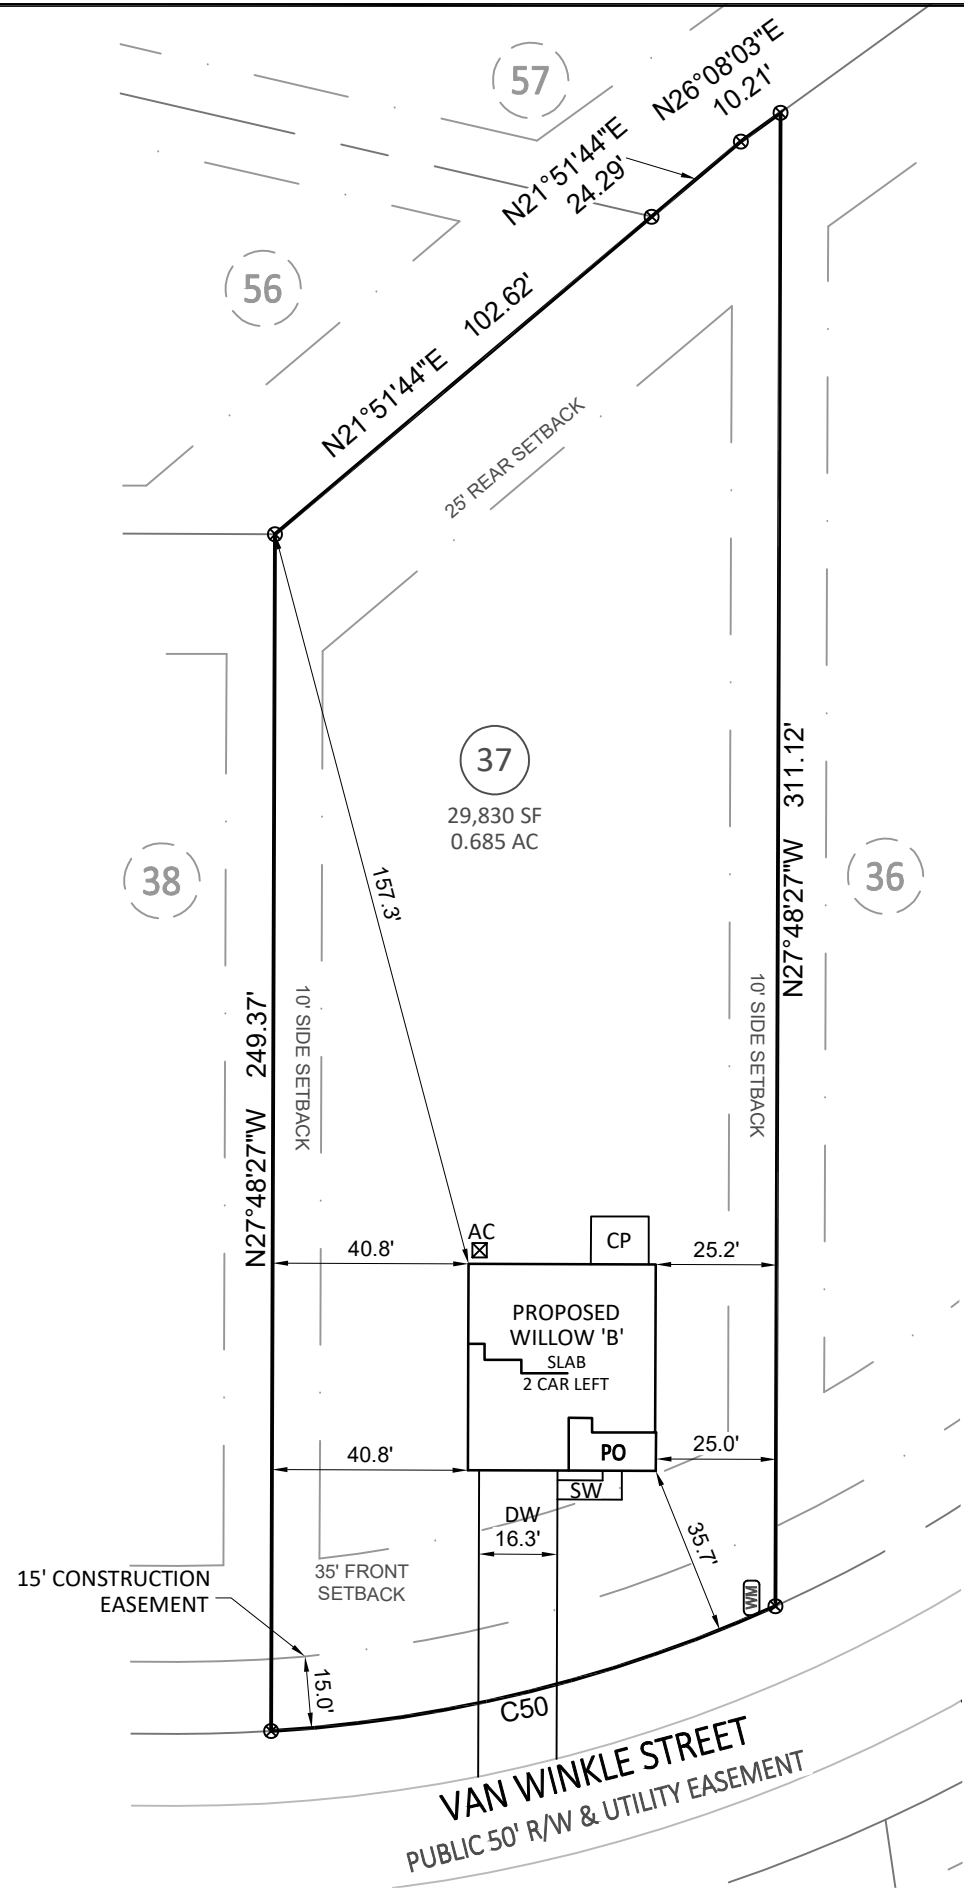 57
N26°08'03"E
10.21'
N21°51'44"E
24.29'
56
N21°51'44"E 102.62'
25' REAR SETBACK
37
29,830 SF
0.685 AC
38
36
157.3'
N27°48'27"W 311.12'
N27°48'27"W 249.37'
10' SIDE SETBACK
10' SIDE SETBACK
AC
CP
40.8'
25.2'
PROPOSED
WILLOW 'B'
SLAB
2 CAR LEFT
40.8'
PO
25.0'
SW
DW
16.3'
35.7'
15' CONSTRUCTION
EASEMENT
35' FRONT
SETBACK
WM
15.0'
C50
VAN WINKLE STREET
PUBLIC 50' R/W & UTILITY EASEMENT